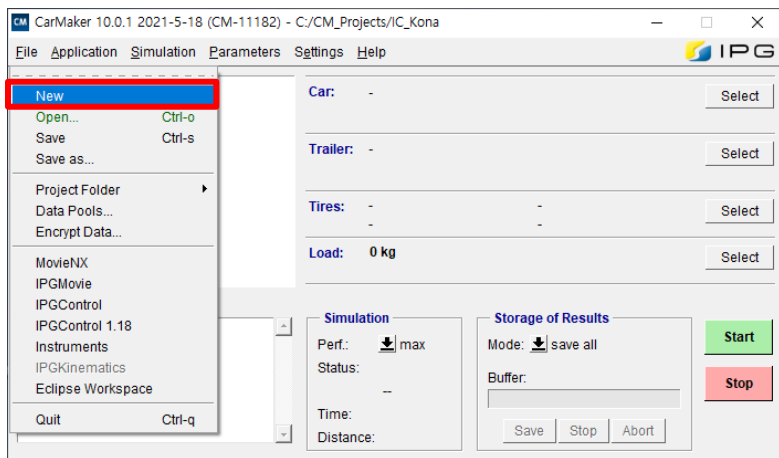 CM CarMaker 10.0.1 2021-5-18 (CM-11182) - C:/CM_Projects/IC_Kona
File Application Simulation Parameters Settings Help
IPG
New
Open... Ctrl-o
Save Ctrl-s
Save as...
Project Folder
Data Pools...
Encrypt Data...
MovieNX
IPGMovie
IPGControl
IPGControl 1.18
Instruments
IPGKinematics
Eclipse Workspace
Quit Ctrl-q
Car: - Select
Trailer: - Select
Tires: - - Select
- -
Load: 0 kg Select
Simulation
Perf.: max
Status:
--
Time:
Distance:
Storage of Results
Mode: save all
Buffer:
Save Stop Abort
Start
Stop